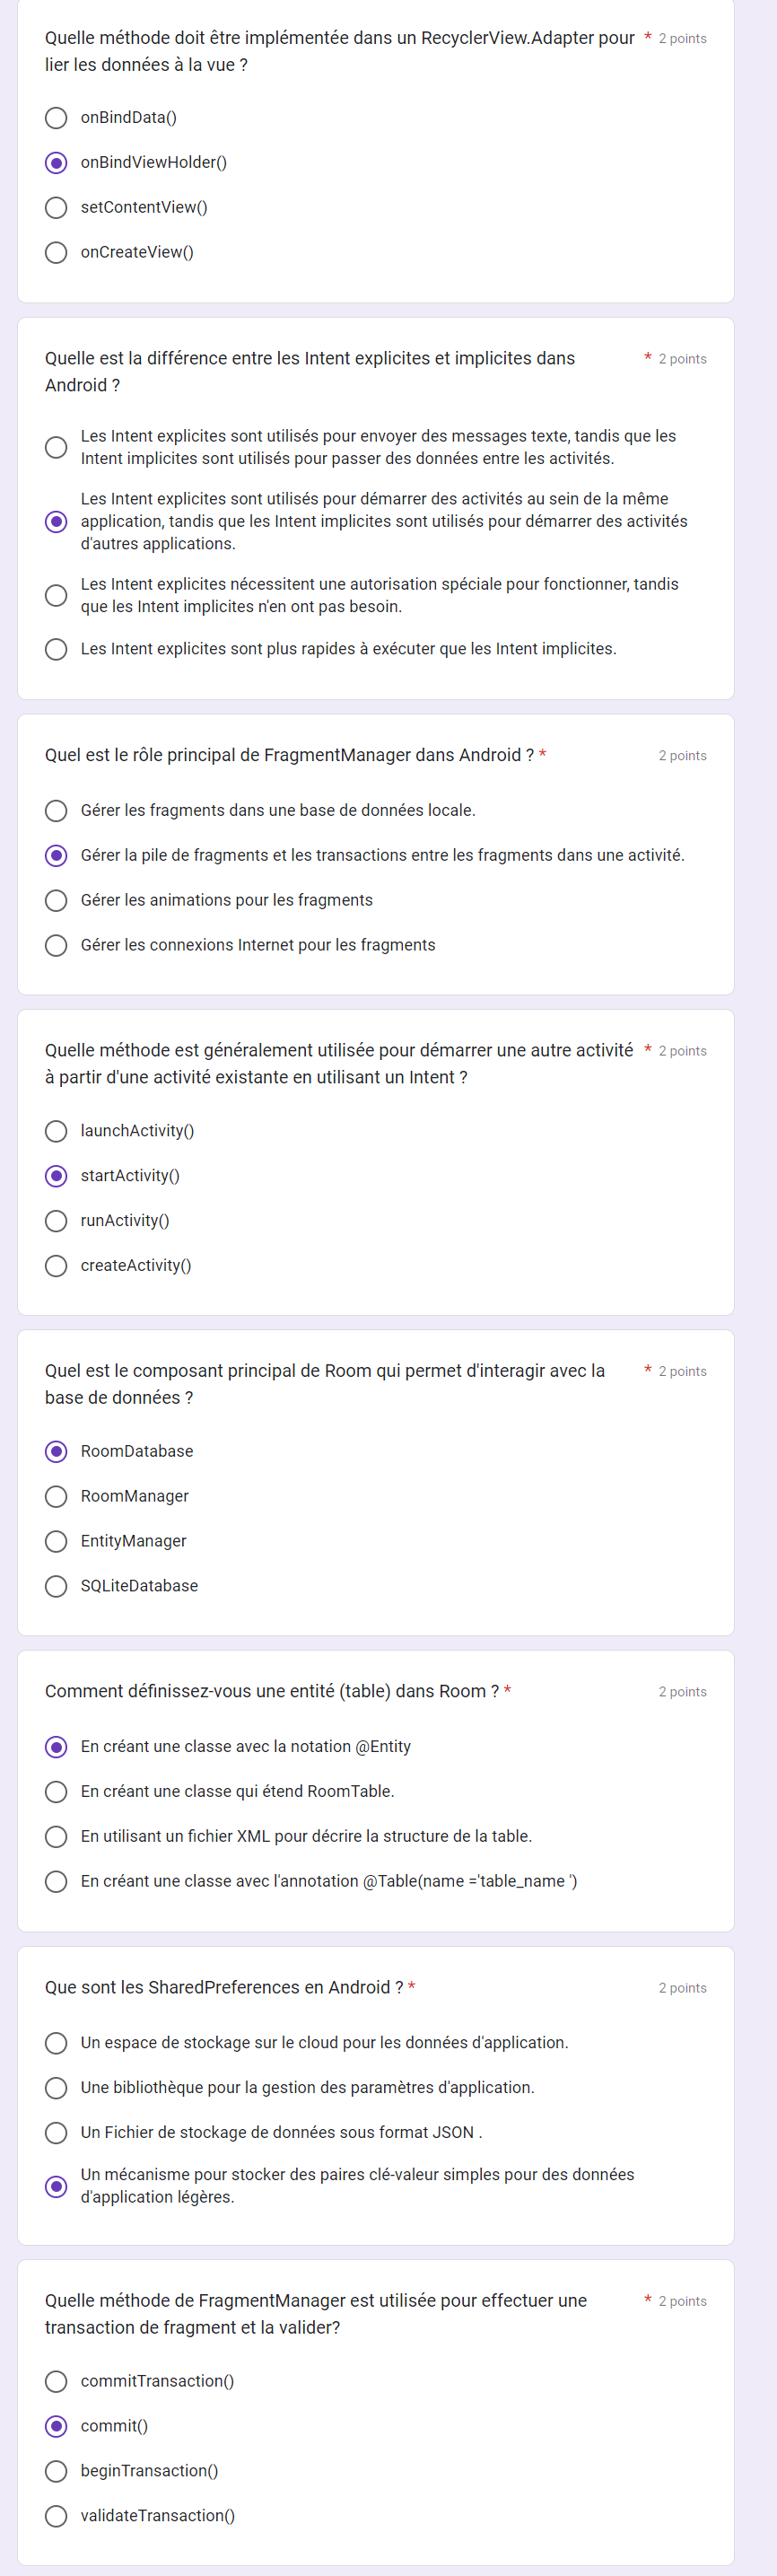 Quelle méthode doit être implémentée dans un RecyclerView.Adapter pour * 2 points
lier les données à la vue ?
onBindData()
onBindViewHolder()
setContentView()
onCreateView()
Quelle est la différence entre les Intent explicites et implicites dans * 2 points
Android ?
Les Intent explicites sont utilisés pour envoyer des messages texte, tandis que les
Intent implicites sont utilisés pour passer des données entre les activités.
Les Intent explicites sont utilisés pour démarrer des activités au sein de la même
application, tandis que les Intent implicites sont utilisés pour démarrer des activités
d'autres applications.
Les Intent explicites nécessitent une autorisation spéciale pour fonctionner, tandis
que les Intent implicites n'en ont pas besoin.
Les Intent explicites sont plus rapides à exécuter que les Intent implicites.
Quel est le rôle principal de FragmentManager dans Android ? * 2 points
Gérer les fragments dans une base de données locale.
Gérer la pile de fragments et les transactions entre les fragments dans une activité.
Gérer les animations pour les fragments
Gérer les connexions Internet pour les fragments
Quelle méthode est généralement utilisée pour démarrer une autre activité * 2 points
à partir d'une activité existante en utilisant un Intent ?
launchActivity()
startActivity()
runActivity()
createActivity()
Quel est le composant principal de Room qui permet d'interagir avec la * 2 points
base de données ?
RoomDatabase
RoomManager
EntityManager
SQLiteDatabase
Comment définissez-vous une entité (table) dans Room ? * 2 points
En créant une classe avec la notation @Entity
En créant une classe qui étend RoomTable.
En utilisant un fichier XML pour décrire la structure de la table.
En créant une classe avec l'annotation @Table(name ='table_name ')
Que sont les SharedPreferences en Android ? * 2 points
Un espace de stockage sur le cloud pour les données d'application.
Une bibliothèque pour la gestion des paramètres d'application.
Un Fichier de stockage de données sous format JSON .
Un mécanisme pour stocker des paires clé-valeur simples pour des données
d'application légères.
Quelle méthode de FragmentManager est utilisée pour effectuer une * 2 points
transaction de fragment et la valider?
commitTransaction()
commit()
beginTransaction()
validateTransaction()